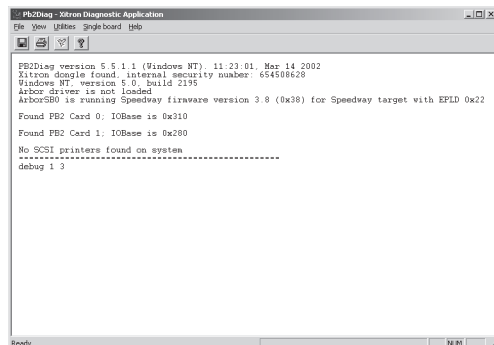 Pb2Diag - Xitron Diagnostic Application
File View Utilities Single board Help
PB2Diag version 5.5.1.1 (Windows NT). 11:23:01, Mar 14 2002
Xitron dongle found, internal security number: 654508628
Windows NT, version 5.0, build 2195
Arbor driver is not loaded
ArborSB0 is running Speedway firmware version 3.8 (0x38) for Speedway target with EPLD 0x22
Found PB2 Card 0; IOBase is 0x310
Found PB2 Card 1; IOBase is 0x280
No SCSI printers found on system
--------------------------------------------------
debug 1 3
Ready
NUM